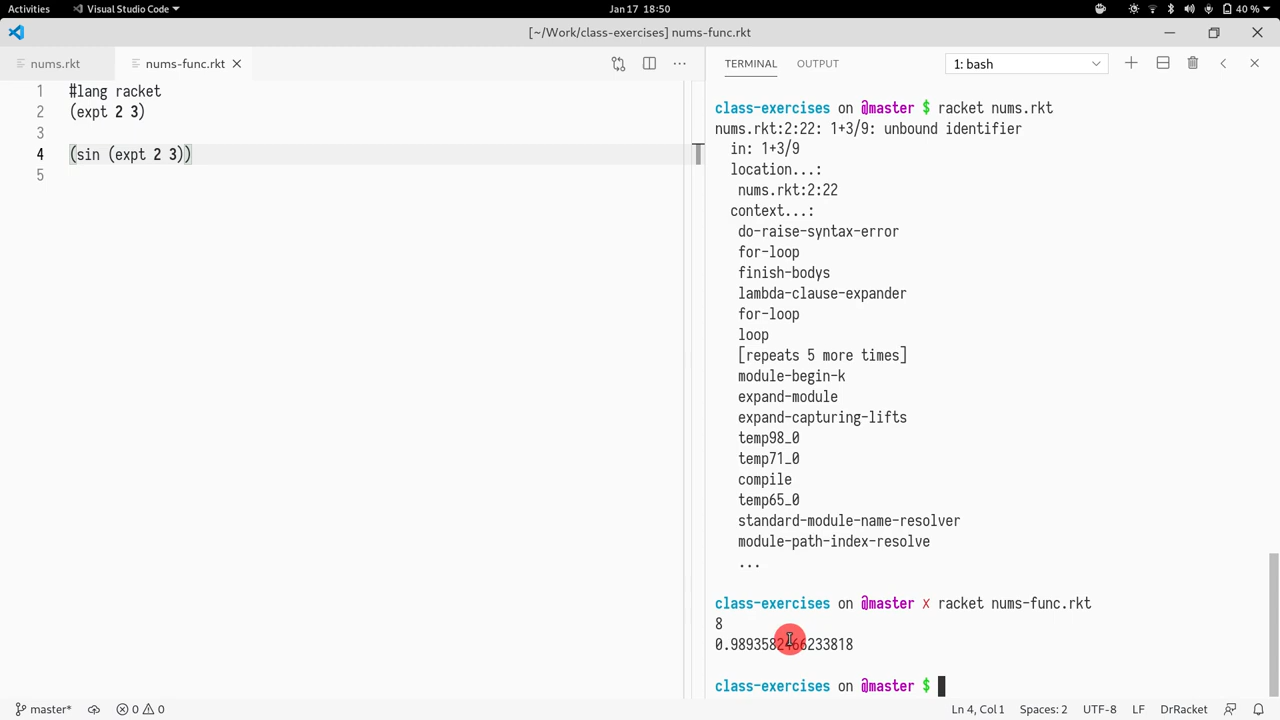 Activities
Visual Studio Code
Jan 17 18:50
40 %
[~/Work/class-exercises] nums-func.rkt
nums.rkt
nums-func.rkt
TERMINAL
OUTPUT
1: bash
1 #lang racket
2 (expt 2 3)
3
4 (sin (expt 2 3))
5
class-exercises on @master $ racket nums.rkt
nums.rkt:2:22: 1+3/9: unbound identifier
in: 1+3/9
location...:
nums.rkt:2:22
context...:
do-raise-syntax-error
for-loop
finish-bodys
lambda-clause-expander
for-loop
loop
[repeats 5 more times]
module-begin-k
expand-module
expand-capturing-lifts
temp98_0
temp71_0
compile
temp65_0
standard-module-name-resolver
module-path-index-resolve
...
class-exercises on @master x racket nums-func.rkt
8
0.9893582466233818
class-exercises on @master $
master*
0
0
Ln 4, Col 1
Spaces: 2
UTF-8
LF
DrRacket